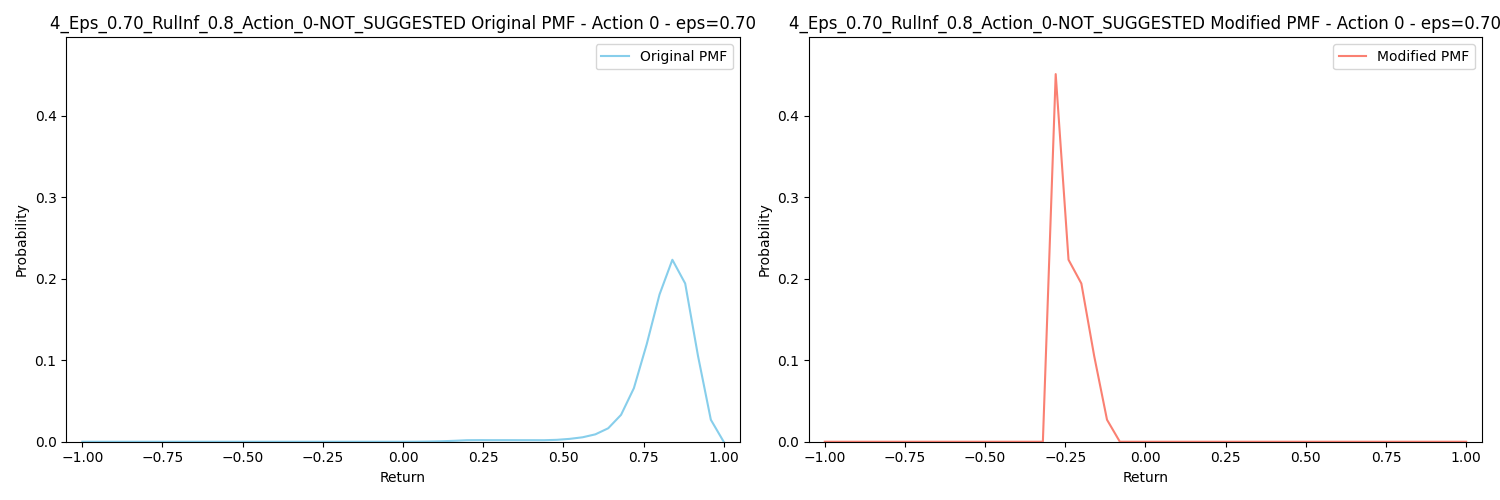 4_Eps_0.70_RulInf_0.8_Action_0-NOT_SUGGESTED Original PMF - Action 0 - eps=0.70
Original PMF
Probability
0.4
0.3
0.2
0.1
0.0
−1.00 −0.75 −0.50 −0.25 0.00 0.25 0.50 0.75 1.00
Return
4_Eps_0.70_RulInf_0.8_Action_0-NOT_SUGGESTED Modified PMF - Action 0 - eps=0.70
Modified PMF
Probability
0.4
0.3
0.2
0.1
0.0
−1.00 −0.75 −0.50 −0.25 0.00 0.25 0.50 0.75 1.00
Return